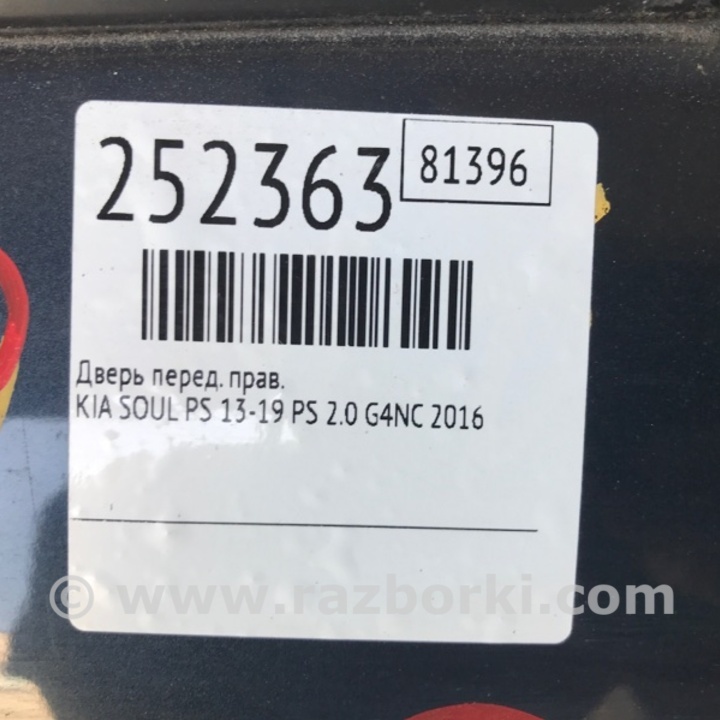 252363
81396
Дверь перед. прав.
KIA SOUL PS 13-19 PS 2.0 G4NC 2016
© www.razborki.com